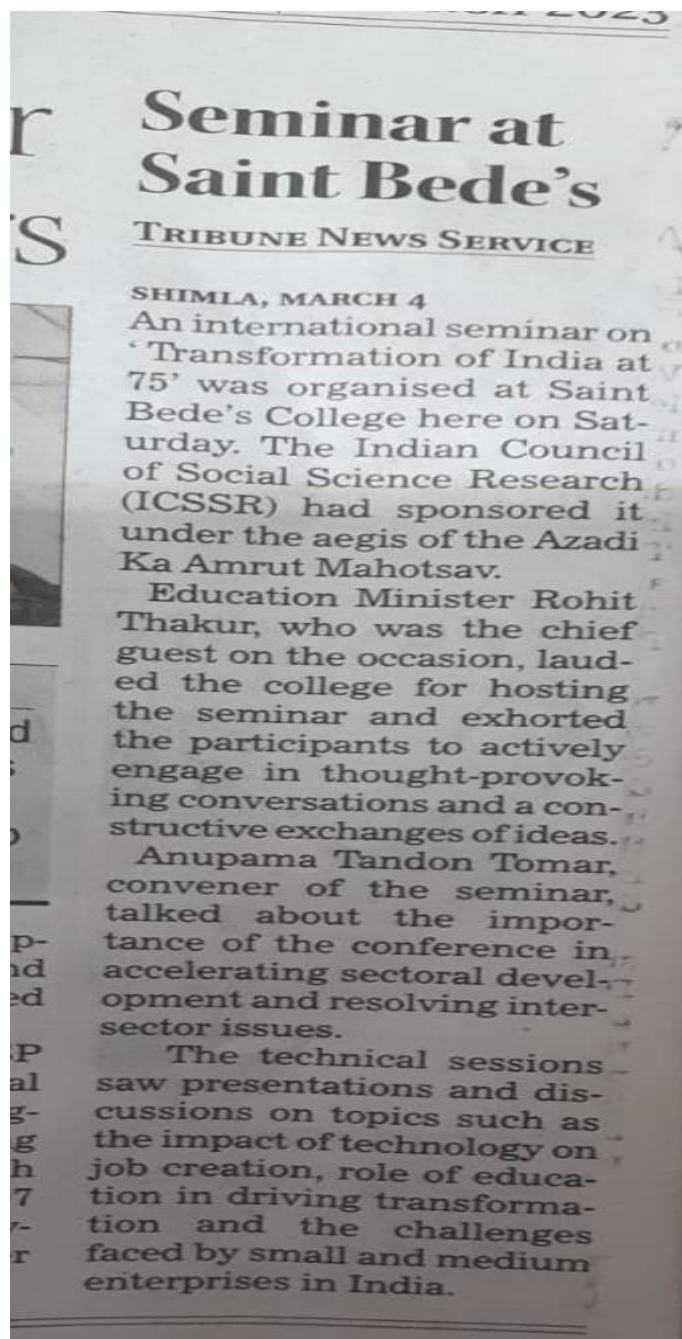 2023
Seminar at
Saint Bede's
TRIBUNE NEWS SERVICE
SHIMLA, MARCH 4
An international seminar on
‘Transformation of India at
75’ was organised at Saint
Bede's College here on Sat-
urday. The Indian Council
of Social Science Research
(ICSSR) had sponsored it
under the aegis of the Azadi
Ka Amrut Mahotsav.
Education Minister Rohit
Thakur, who was the chief
guest on the occasion, laud-
ed the college for hosting
the seminar and exhorted
the participants to actively
engage in thought-provok-
ing conversations and a con-
structive exchanges of ideas.
Anupama Tandon Tomar,
convener of the seminar,
talked about the impor-
tance of the conference in
accelerating sectoral devel-
opment and resolving inter-
sector issues.
The technical sessions
saw presentations and dis-
cussions on topics such as
the impact of technology on
job creation, role of educa-
tion in driving transforma-
tion and the challenges
faced by small and medium
enterprises in India.